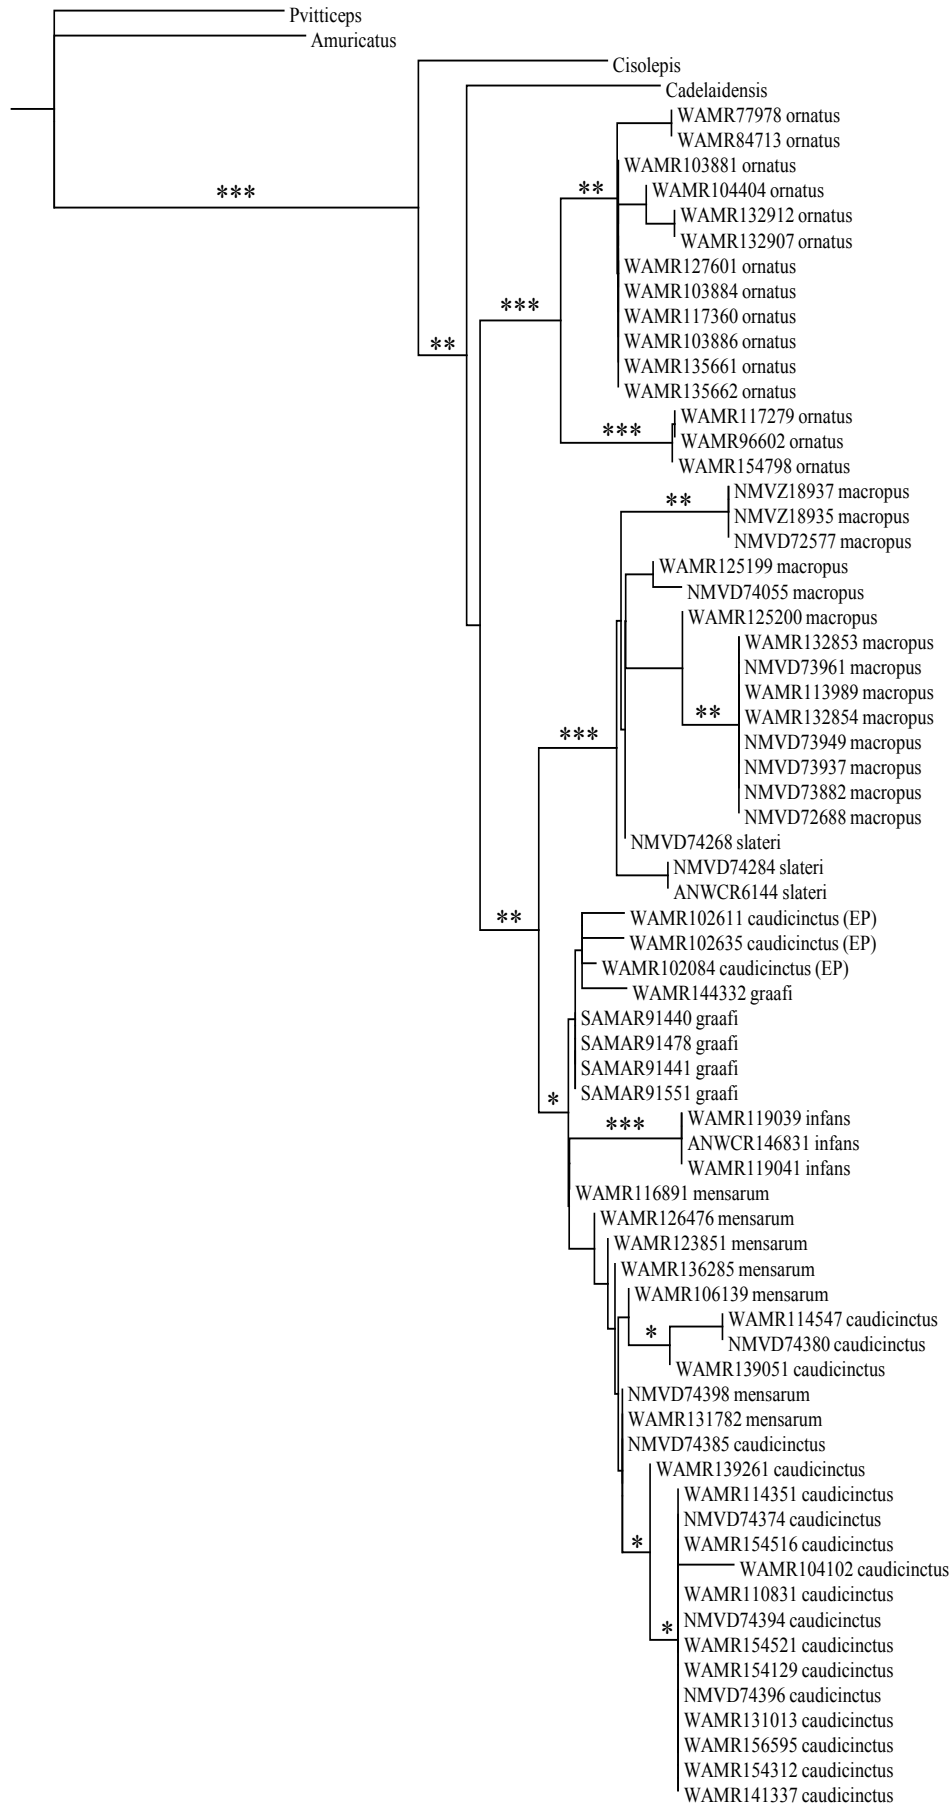 Pvitticeps
Amuricatus
Cisolepis
Cadelaidensis
WAMR77978 ornatus
WAMR84713 ornatus
WAMR103881 ornatus
***
**
WAMR104404 ornatus
WAMR132912 ornatus
WAMR132907 ornatus
WAMR127601 ornatus
WAMR103884 ornatus
***
WAMR117360 ornatus
**
WAMR103886 ornatus
WAMR135661 ornatus
WAMR135662 ornatus
WAMR117279 ornatus
***
WAMR96602 ornatus
WAMR154798 ornatus
**
NMVZ18937 macropus
NMVZ18935 macropus
NMVD72577 macropus
WAMR125199 macropus
NMVD74055 macropus
WAMR125200 macropus
WAMR132853 macropus
NMVD73961 macropus
WAMR113989 macropus
**
WAMR132854 macropus
***
NMVD73949 macropus
NMVD73937 macropus
NMVD73882 macropus
NMVD72688 macropus
NMVD74268 slateri
NMVD74284 slateri
ANWCR6144 slateri
**
WAMR102611 caudicinctus (EP)
WAMR102635 caudicinctus (EP)
WAMR102084 caudicinctus (EP)
WAMR144332 graafi
SAMAR91440 graafi
SAMAR91478 graafi
SAMAR91441 graafi
SAMAR91551 graafi
*
***
WAMR119039 infans
ANWCR146831 infans
WAMR119041 infans
WAMR116891 mensarum
WAMR126476 mensarum
WAMR123851 mensarum
WAMR136285 mensarum
WAMR106139 mensarum
WAMR114547 caudicinctus
*
NMVD74380 caudicinctus
WAMR139051 caudicinctus
NMVD74398 mensarum
WAMR131782 mensarum
NMVD74385 caudicinctus
WAMR139261 caudicinctus
WAMR114351 caudicinctus
NMVD74374 caudicinctus
*
WAMR154516 caudicinctus
WAMR104102 caudicinctus
WAMR110831 caudicinctus
*
NMVD74394 caudicinctus
WAMR154521 caudicinctus
WAMR154129 caudicinctus
NMVD74396 caudicinctus
WAMR131013 caudicinctus
WAMR156595 caudicinctus
WAMR154312 caudicinctus
WAMR141337 caudicinctus